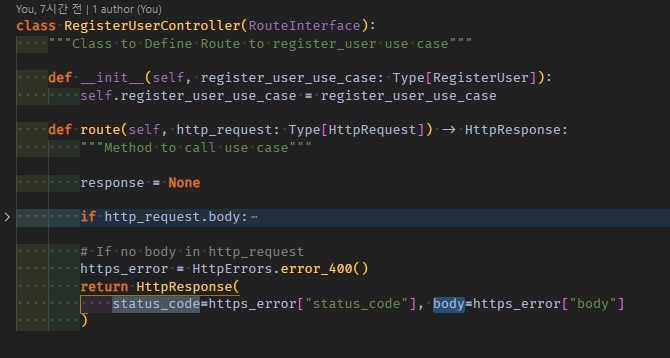 You, 7시간 전 | 1 author (You)
class RegisterUserController(RouteInterface):
    """Class to Define Route to register_user use case"""
    def __init__(self, register_user_use_case: Type[RegisterUser]):
        self.register_user_use_case = register_user_use_case
    def route(self, http_request: Type[HttpRequest]) -> HttpResponse:
        """Method to call use case"""
        response = None
        if http_request.body: ⋯
        # If no body in http_request
        https_error = HttpErrors.error_400()
        return HttpResponse(
            status_code=https_error["status_code"], body=https_error["body"]
        )